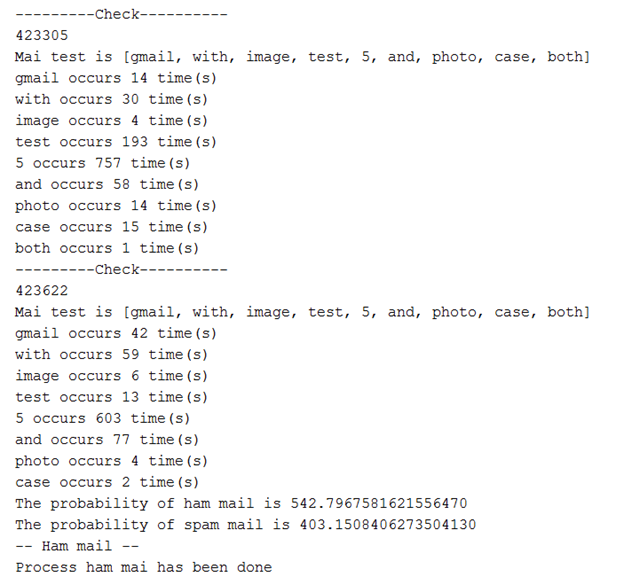 ---------Check----------
423305
Mai test is [gmail, with, image, test, 5, and, photo, case, both]
gmail occurs 14 time(s)
with occurs 30 time(s)
image occurs 4 time(s)
test occurs 193 time(s)
5 occurs 757 time(s)
and occurs 58 time(s)
photo occurs 14 time(s)
case occurs 15 time(s)
both occurs 1 time(s)
---------Check----------
423622
Mai test is [gmail, with, image, test, 5, and, photo, case, both]
gmail occurs 42 time(s)
with occurs 59 time(s)
image occurs 6 time(s)
test occurs 13 time(s)
5 occurs 603 time(s)
and occurs 77 time(s)
photo occurs 4 time(s)
case occurs 2 time(s)
The probability of ham mail is 542.7967581621556470
The probability of spam mail is 403.1508406273504130
-- Ham mail --
Process ham mai has been done